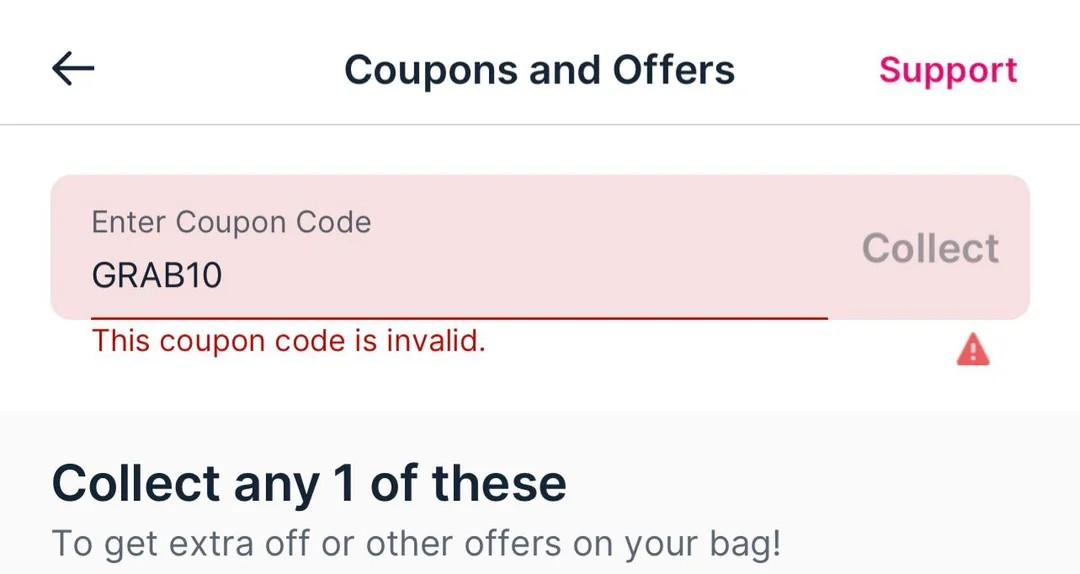 Coupons and Offers
Support
Enter Coupon Code
GRAB10
Collect
This coupon code is invalid.
Collect any 1 of these
To get extra off or other offers on your bag!